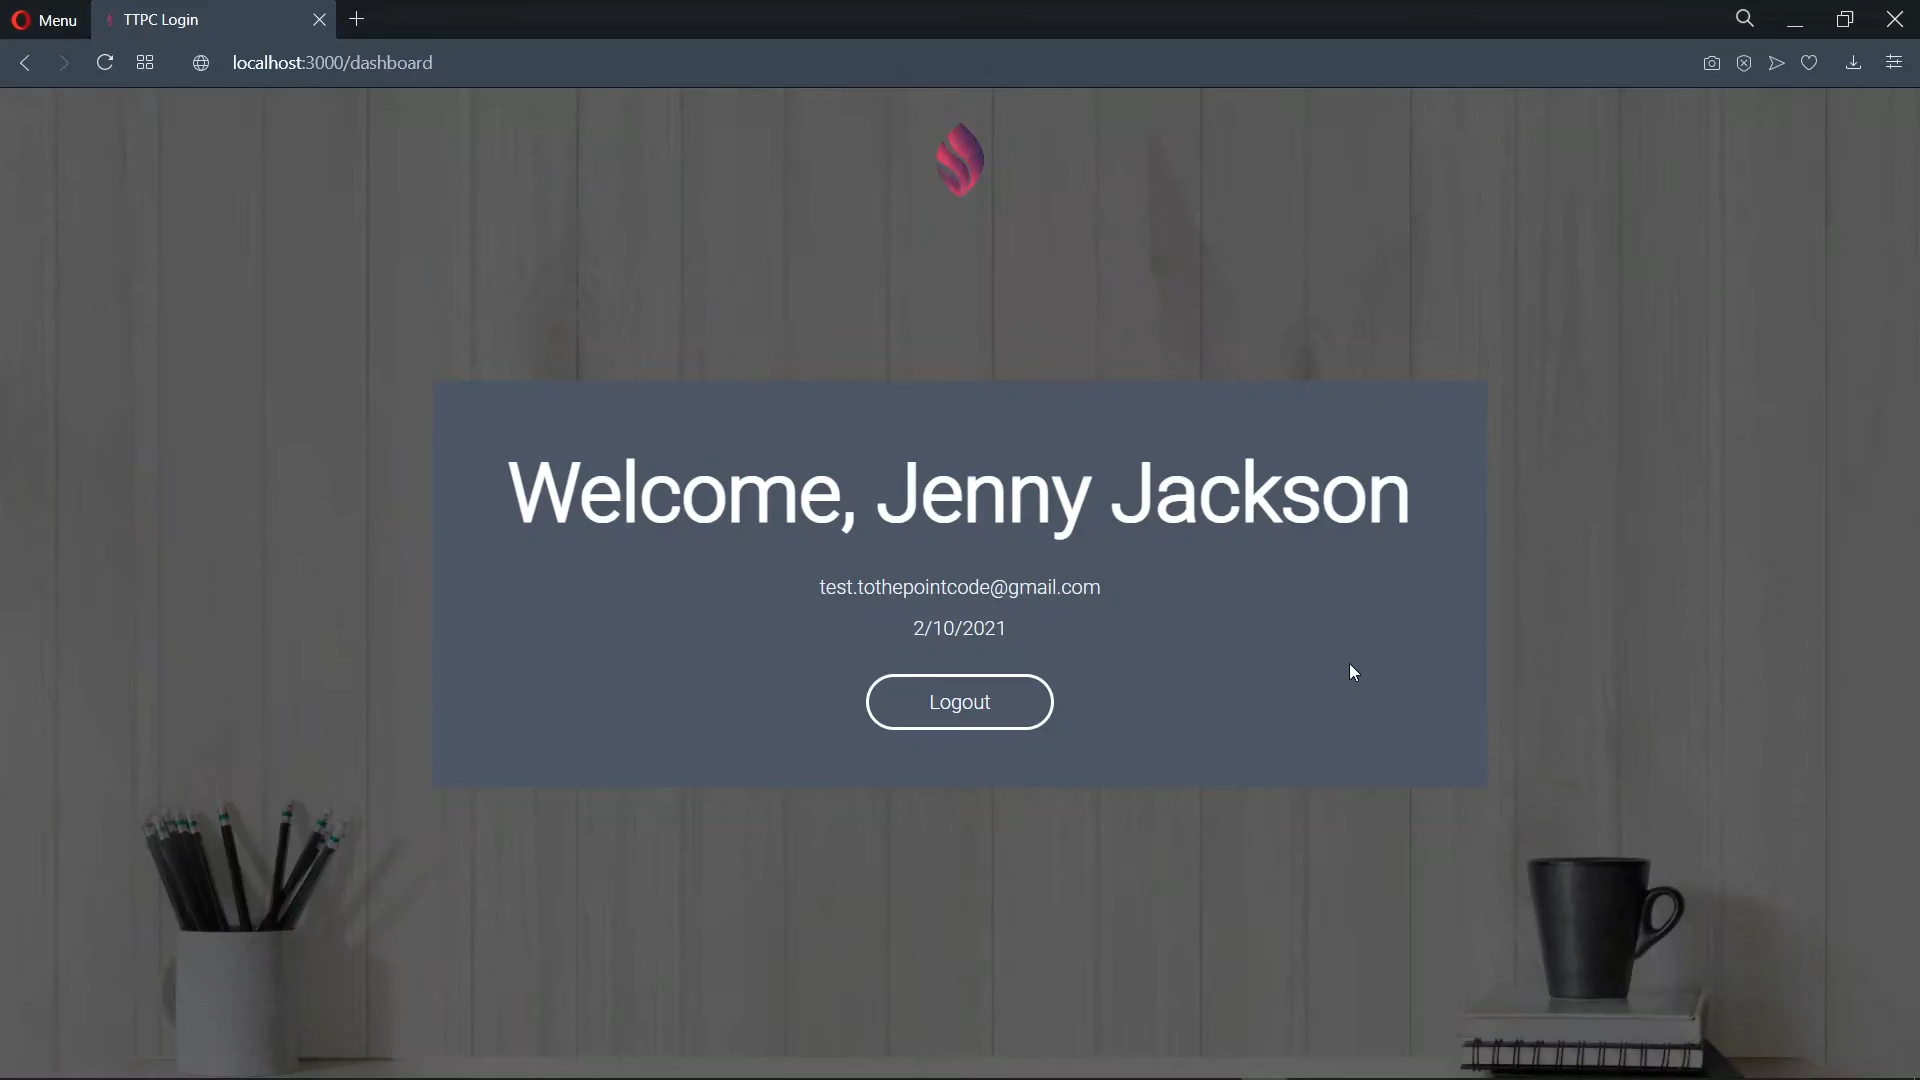 Menu
TTPC Login
localhost:3000/dashboard
Welcome, Jenny Jackson
test.tothepointcode@gmail.com
2/10/2021
Logout